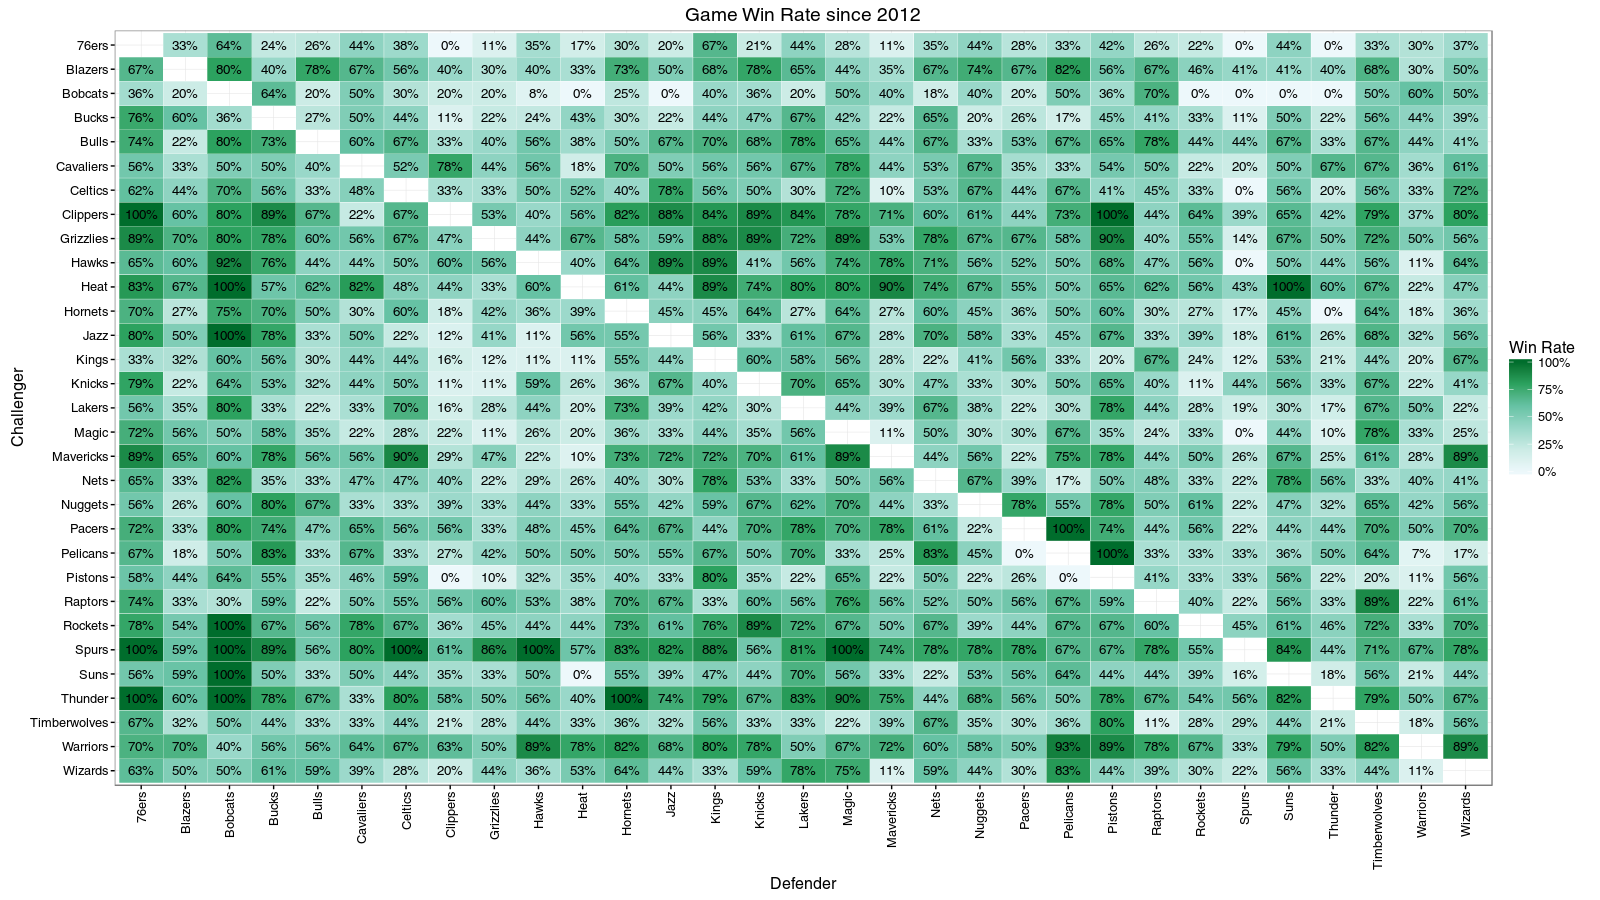 Game Win Rate since 2012
76ers 33% 64% 24% 26% 44% 38% 0% 11% 35% 17% 30% 20% 67% 21% 44% 28% 11% 35% 44% 28% 33% 42% 26% 22% 0% 44% 0% 33% 30% 37%
Blazers 67% 80% 40% 78% 67% 56% 40% 30% 40% 33% 73% 50% 68% 78% 65% 44% 35% 67% 74% 67% 82% 56% 67% 46% 41% 41% 40% 68% 30% 50%
Bobcats 36% 20% 64% 20% 50% 30% 20% 20% 8% 0% 25% 0% 40% 36% 20% 50% 40% 18% 40% 20% 50% 36% 70% 0% 0% 0% 0% 50% 60% 50%
Bucks 76% 60% 36% 27% 50% 44% 11% 22% 24% 43% 30% 22% 44% 47% 67% 42% 22% 65% 20% 26% 17% 45% 41% 33% 11% 50% 22% 56% 44% 39%
Bulls 74% 22% 80% 73% 60% 67% 33% 40% 56% 38% 50% 67% 70% 68% 78% 65% 44% 67% 33% 53% 67% 65% 78% 44% 44% 67% 33% 67% 44% 41%
Cavaliers 56% 33% 50% 50% 40% 52% 78% 44% 56% 18% 70% 50% 56% 56% 67% 78% 44% 53% 67% 35% 33% 54% 50% 22% 20% 50% 67% 67% 36% 61%
Celtics 62% 44% 70% 56% 33% 48% 33% 33% 50% 52% 40% 78% 56% 50% 30% 72% 10% 53% 67% 44% 67% 41% 45% 33% 0% 56% 20% 56% 33% 72%
Clippers 100% 60% 80% 89% 67% 22% 67% 53% 40% 56% 82% 88% 84% 89% 84% 78% 71% 60% 61% 44% 73% 100% 44% 64% 39% 65% 42% 79% 37% 80%
Grizzlies 89% 70% 80% 78% 60% 56% 67% 47% 44% 67% 58% 59% 88% 89% 72% 89% 53% 78% 67% 67% 58% 90% 40% 55% 14% 67% 50% 72% 50% 56%
Hawks 65% 60% 92% 76% 44% 44% 50% 60% 56% 40% 64% 89% 89% 41% 56% 74% 78% 71% 56% 52% 50% 68% 47% 56% 0% 50% 44% 56% 11% 64%
Heat 83% 67% 100% 57% 62% 82% 48% 44% 33% 60% 61% 44% 89% 74% 80% 80% 90% 74% 67% 55% 50% 65% 62% 56% 43% 100% 60% 67% 22% 47%
Hornets 70% 27% 75% 70% 50% 30% 60% 18% 42% 36% 39% 45% 45% 64% 27% 64% 27% 60% 45% 36% 50% 60% 30% 27% 17% 45% 0% 64% 18% 36%
Jazz 80% 50% 100% 78% 33% 50% 22% 12% 41% 11% 56% 55% 56% 33% 61% 67% 28% 70% 58% 33% 45% 67% 33% 39% 18% 61% 26% 68% 32% 56%
Kings 33% 32% 60% 56% 30% 44% 44% 16% 12% 11% 11% 55% 44% 60% 58% 56% 28% 22% 41% 56% 33% 20% 67% 24% 12% 53% 21% 44% 20% 67%
Knicks 79% 22% 64% 53% 32% 44% 50% 11% 11% 59% 26% 36% 67% 40% 70% 65% 30% 47% 33% 30% 50% 65% 40% 11% 44% 56% 33% 67% 22% 41%
Lakers 56% 35% 80% 33% 22% 33% 70% 16% 28% 44% 20% 73% 39% 42% 30% 44% 39% 67% 38% 22% 30% 78% 44% 28% 19% 30% 17% 67% 50% 22%
Magic 72% 56% 50% 58% 35% 22% 28% 22% 11% 26% 20% 36% 33% 44% 35% 56% 11% 50% 30% 30% 67% 35% 24% 33% 0% 44% 10% 78% 33% 25%
Mavericks 89% 65% 60% 78% 56% 56% 90% 29% 47% 22% 10% 73% 72% 72% 70% 61% 89% 44% 56% 22% 75% 78% 44% 50% 26% 67% 25% 61% 28% 89%
Nets 65% 33% 82% 35% 33% 47% 47% 40% 22% 29% 26% 40% 30% 78% 53% 33% 50% 56% 67% 39% 17% 50% 48% 33% 22% 78% 56% 33% 40% 41%
Nuggets 56% 26% 60% 80% 67% 33% 33% 39% 33% 44% 33% 55% 42% 59% 67% 62% 70% 44% 33% 78% 55% 78% 50% 61% 22% 47% 32% 65% 42% 56%
Pacers 72% 33% 80% 74% 47% 65% 56% 56% 33% 48% 45% 64% 67% 44% 70% 78% 70% 78% 61% 22% 100% 74% 44% 56% 22% 44% 44% 70% 50% 70%
Pelicans 67% 18% 50% 83% 33% 67% 33% 27% 42% 50% 50% 50% 55% 67% 50% 70% 33% 25% 83% 45% 0% 100% 33% 33% 33% 36% 50% 64% 7% 17%
Pistons 58% 44% 64% 55% 35% 46% 59% 0% 10% 32% 35% 40% 33% 80% 35% 22% 65% 22% 50% 22% 26% 0% 41% 33% 33% 56% 22% 20% 11% 56%
Raptors 74% 33% 30% 59% 22% 50% 55% 56% 60% 53% 38% 70% 67% 33% 60% 56% 76% 56% 52% 50% 56% 67% 59% 40% 22% 56% 33% 89% 22% 61%
Rockets 78% 54% 100% 67% 56% 78% 67% 36% 45% 44% 44% 73% 61% 76% 89% 72% 67% 50% 67% 39% 44% 67% 67% 60% 45% 61% 46% 72% 33% 70%
Spurs 100% 59% 100% 89% 56% 80% 100% 61% 86% 100% 57% 83% 82% 88% 56% 81% 100% 74% 78% 78% 78% 67% 67% 78% 55% 84% 44% 71% 67% 78%
Suns 56% 59% 100% 50% 33% 50% 44% 35% 33% 50% 0% 55% 39% 47% 44% 70% 56% 33% 22% 53% 56% 64% 44% 44% 39% 16% 18% 56% 21% 44%
Thunder 100% 60% 100% 78% 67% 33% 80% 58% 50% 56% 40% 100% 74% 79% 67% 83% 90% 75% 44% 68% 56% 50% 78% 67% 54% 56% 82% 79% 50% 67%
Timberwolves 67% 32% 50% 44% 33% 33% 44% 21% 28% 44% 33% 36% 32% 56% 33% 33% 22% 39% 67% 35% 30% 36% 80% 11% 28% 29% 44% 21% 18% 56%
Warriors 70% 70% 40% 56% 56% 64% 67% 63% 50% 89% 78% 82% 68% 80% 78% 50% 67% 72% 60% 58% 50% 93% 89% 78% 67% 33% 79% 50% 82% 89%
Wizards 63% 50% 50% 61% 59% 39% 28% 20% 44% 36% 53% 64% 44% 33% 59% 78% 75% 11% 59% 44% 30% 83% 44% 39% 30% 22% 56% 33% 44% 11%
76ers Blazers Bobcats Bucks Bulls Cavaliers Celtics Clippers Grizzlies Hawks Heat Hornets Jazz Kings Knicks Lakers Magic Mavericks Nets Nuggets Pacers Pelicans Pistons Raptors Rockets Spurs Suns Thunder Timberwolves Warriors Wizards
Defender
Challenger
Win Rate
100%
75%
50%
25%
0%